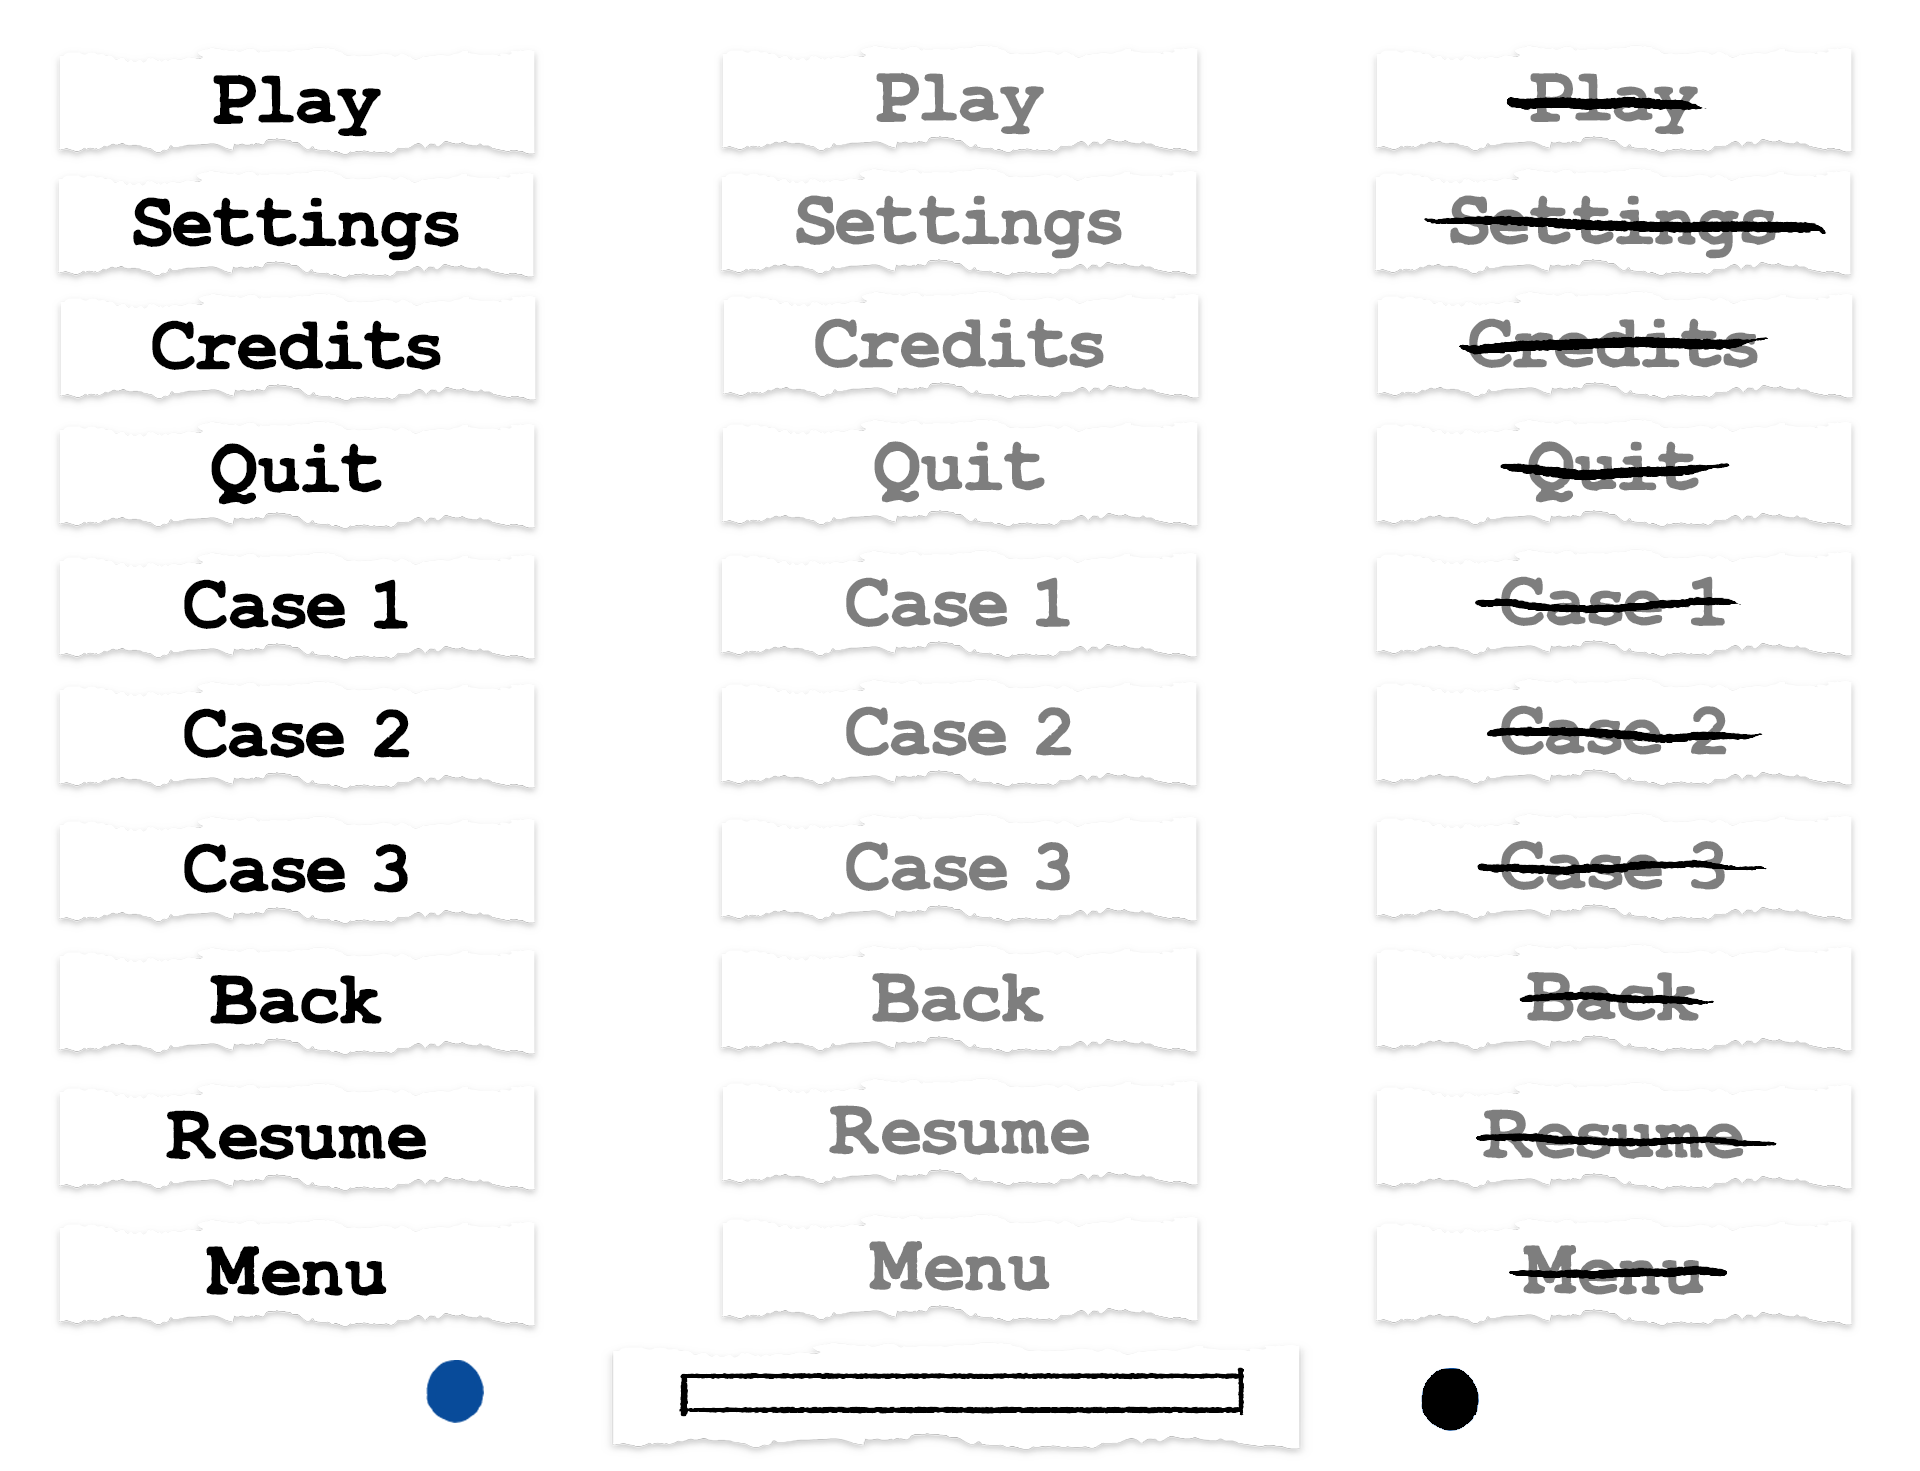 Play Play Play
Settings Settings Settings
Credits Credits Credits
Quit Quit Quit
Case 1 Case 1 Case 1
Case 2 Case 2 Case 2
Case 3 Case 3 Case 3
Back Back Back
Resume Resume Resume
Menu Menu Menu